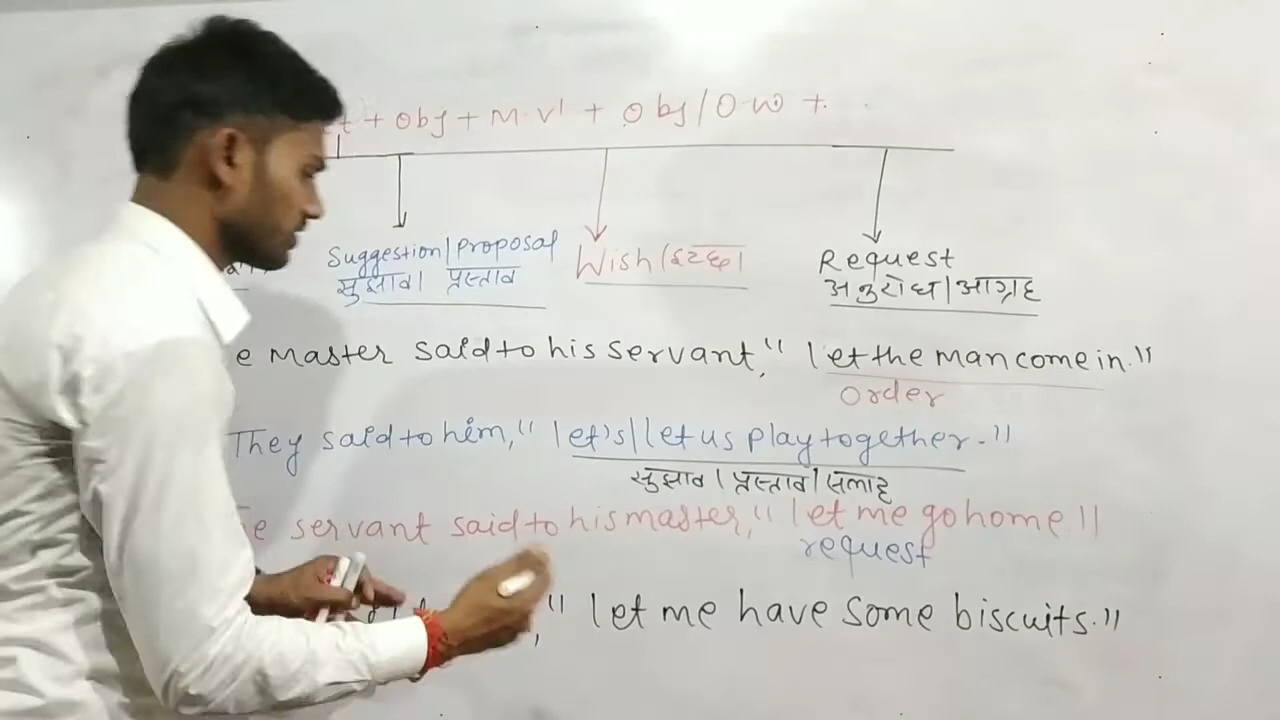 + Obj + M.V¹ + Obj/O.W +
Suggestion/Proposal
सुझाव/ प्रस्ताव
Wish(इच्छा)
Request
अनुरोध/आग्रह
e Master said to his servant, "let the man come in."
Order
They said to him, "let's/let us play together."
सुझाव/ प्रस्ताव/ सलाह
e servant said to his master, "let me go home."
request
, "let me have some biscuits."